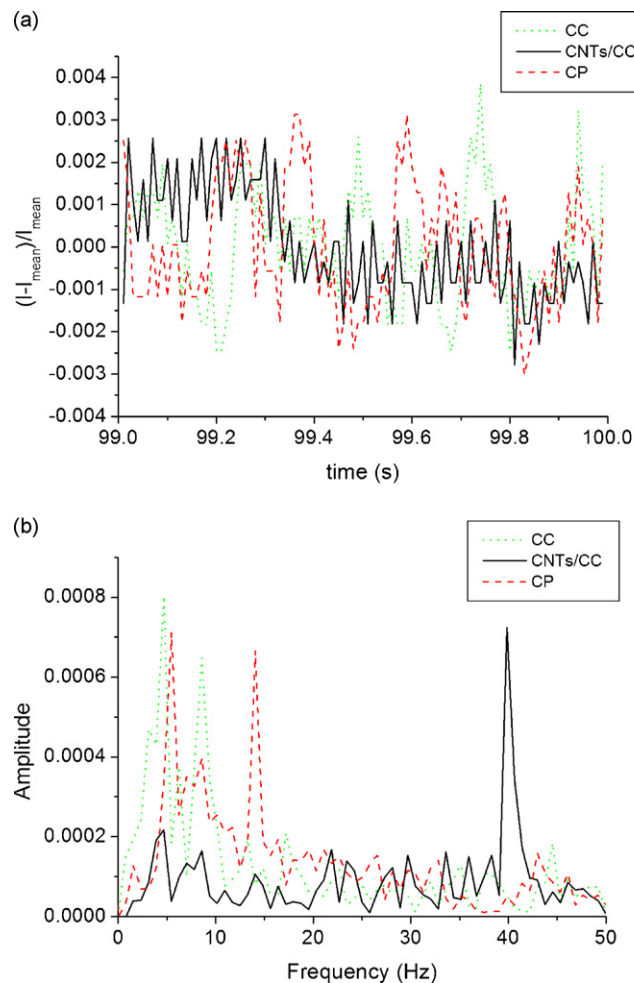 (a)
CC
CNTs/CC
CP
0.004
0.003
0.002
0.001
0.000
-0.001
-0.002
-0.003
-0.004
(I-I_mean)/I_mean
99.0 99.2 99.4 99.6 99.8 100.0
time (s)
(b)
CC
CNTs/CC
CP
0.0008
0.0006
0.0004
0.0002
0.0000
Amplitude
0 10 20 30 40 50
Frequency (Hz)